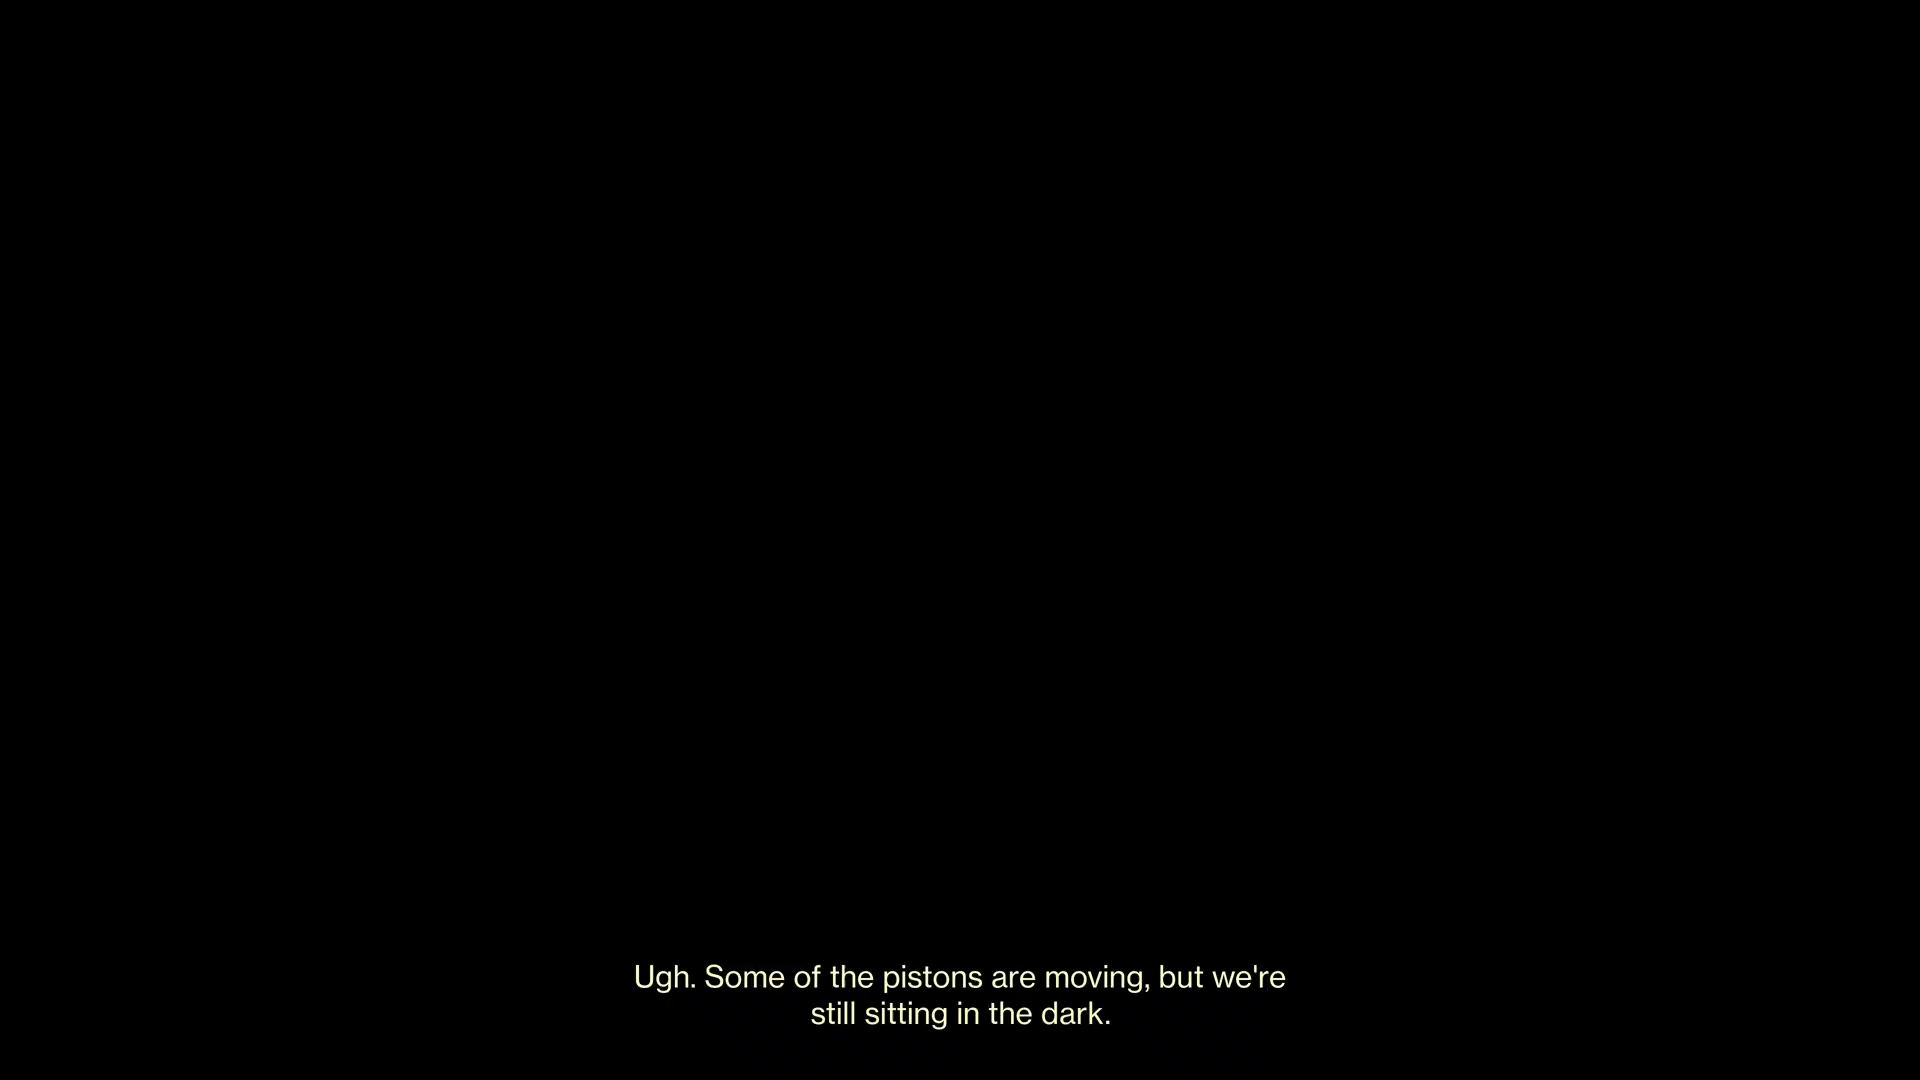 Ugh. Some of the pistons are moving, but we're
still sitting in the dark.